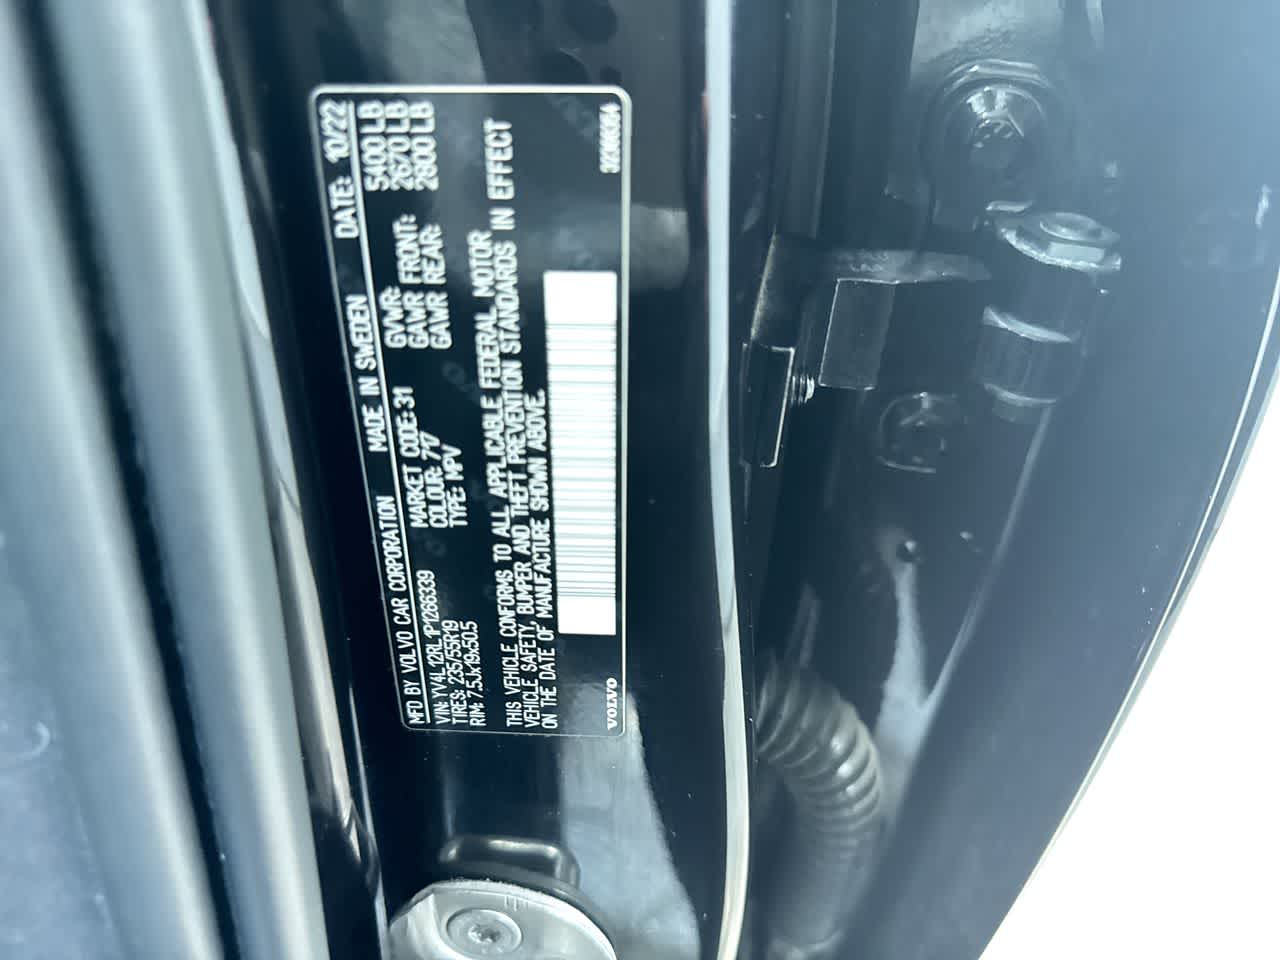 MFD BY VOLVO CAR CORPORATION MADE IN SWEDEN DATE: 10/22
VIN: YV4L12RL1P1266339 MARKET CODE: 31 GVWR: 5400 LB
TIRES: 235/55R19 COLOUR: 717 GAWR FRONT: 2670 LB
RIM: 7.5Jx19x50.5 TYPE: MPV GAWR REAR: 2800 LB
THIS VEHICLE CONFORMS TO ALL APPLICABLE FEDERAL MOTOR
VEHICLE SAFETY, BUMPER AND THEFT PREVENTION STANDARDS IN EFFECT
ON THE DATE OF MANUFACTURE SHOWN ABOVE.
VOLVO